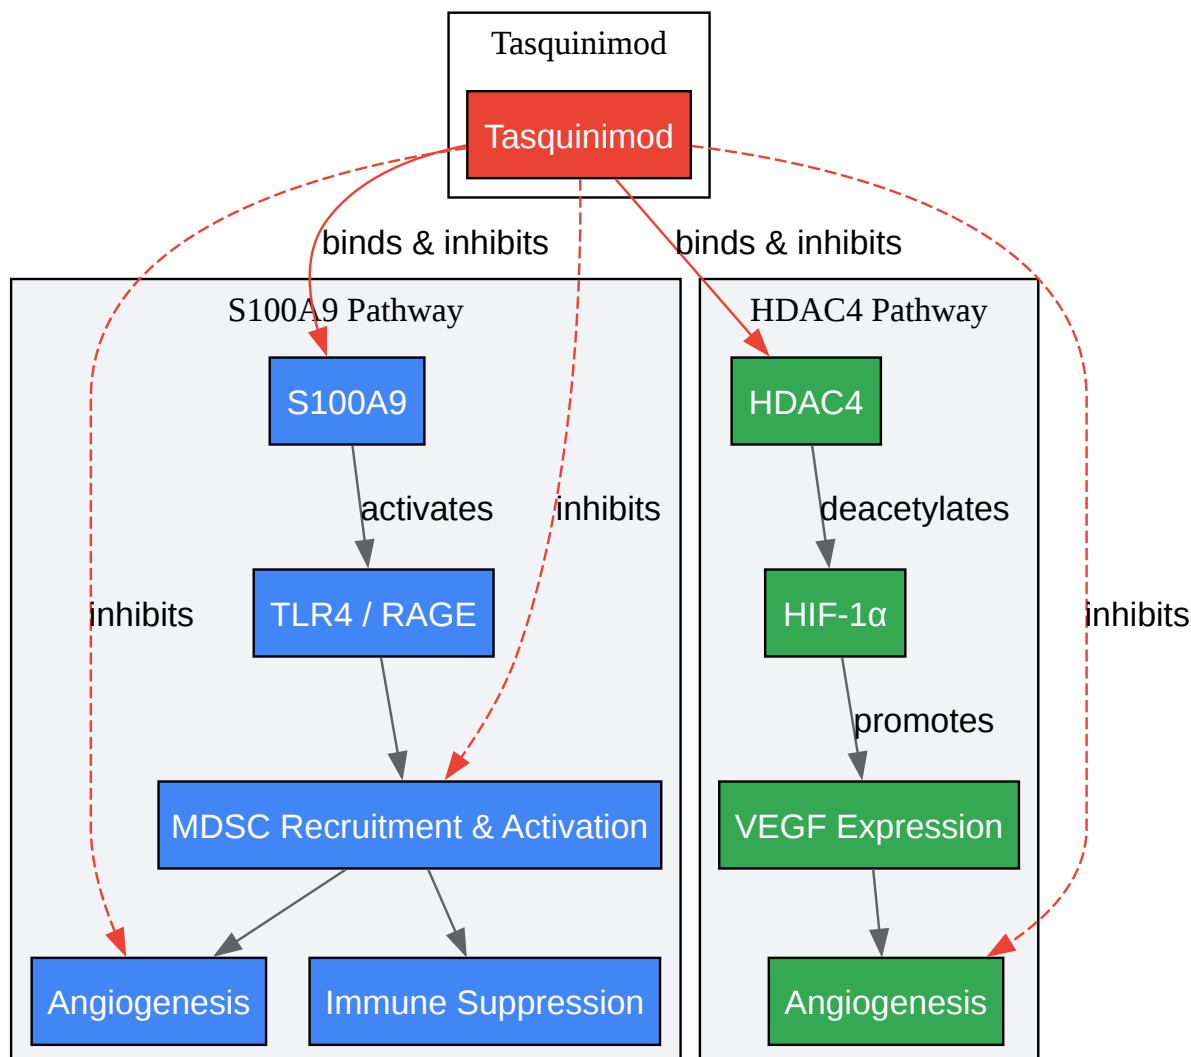 Tasquinimod
Tasquinimod
binds & inhibits
binds & inhibits
S100A9 Pathway
HDAC4 Pathway
S100A9
HDAC4
activates
inhibits
deacetylates
inhibits
TLR4 / RAGE
HIF-1α
inhibits
promotes
MDSC Recruitment & Activation
VEGF Expression
Angiogenesis
Immune Suppression
Angiogenesis